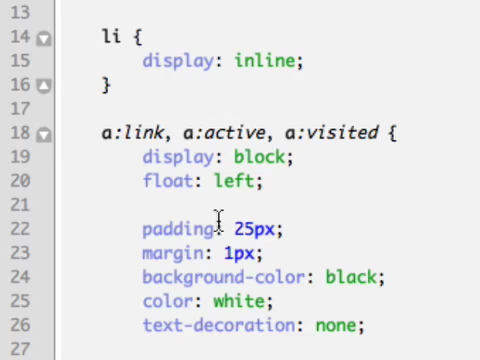 13
14 li {
15 display: inline;
16 }
17
18 a:link, a:active, a:visited {
19 display: block;
20 float: left;
21
22 padding: 25px;
23 margin: 1px;
24 background-color: black;
25 color: white;
26 text-decoration: none;
27